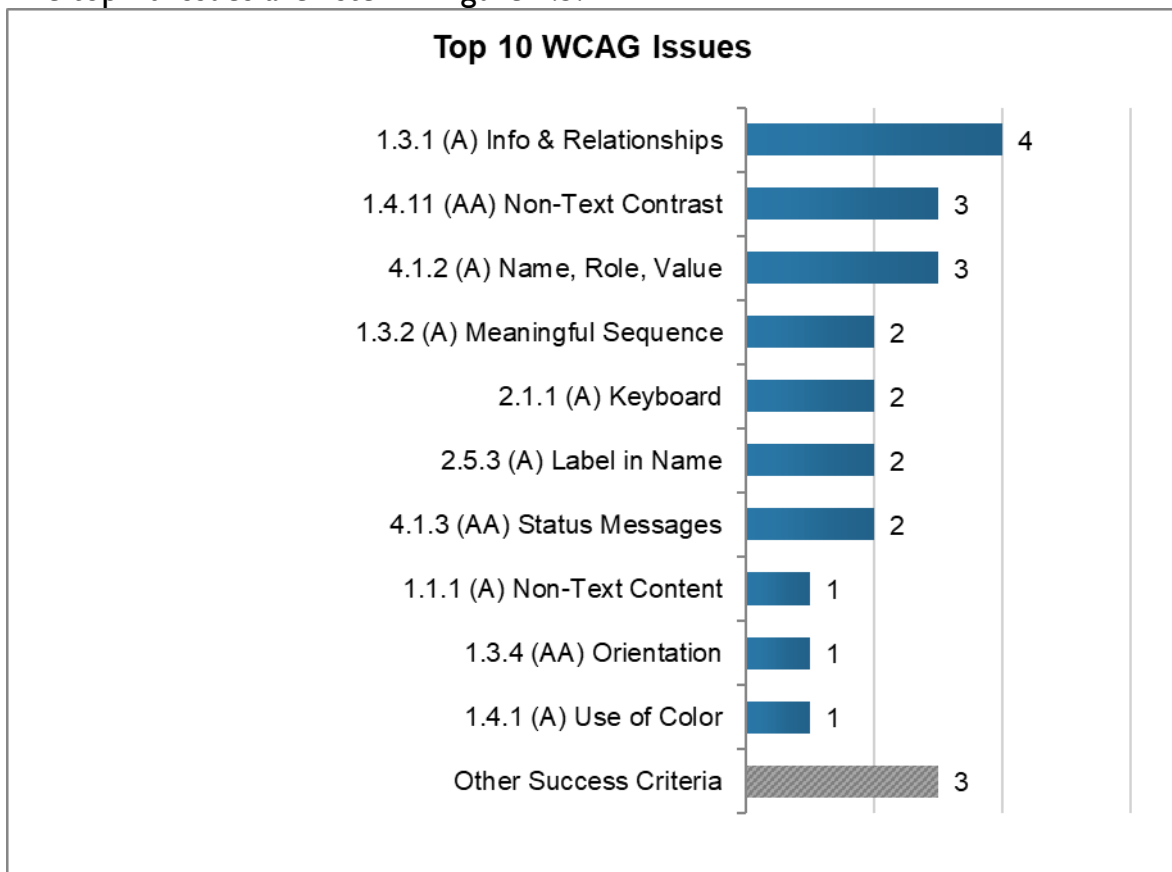 Top 10 WCAG Issues
1.3.1 (A) Info & Relationships 4
1.4.11 (AA) Non-Text Contrast 3
4.1.2 (A) Name, Role, Value 3
1.3.2 (A) Meaningful Sequence 2
2.1.1 (A) Keyboard 2
2.5.3 (A) Label in Name 2
4.1.3 (AA) Status Messages 2
1.1.1 (A) Non-Text Content 1
1.3.4 (AA) Orientation 1
1.4.1 (A) Use of Color 1
Other Success Criteria 3